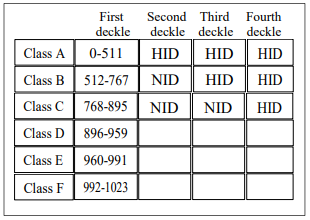 First Second Third Fourth
deckle deckle deckle deckle
Class A 0-511 HID HID HID
Class B 512-767 NID HID HID
Class C 768-895 NID NID HID
Class D 896-959
Class E 960-991
Class F 992-1023